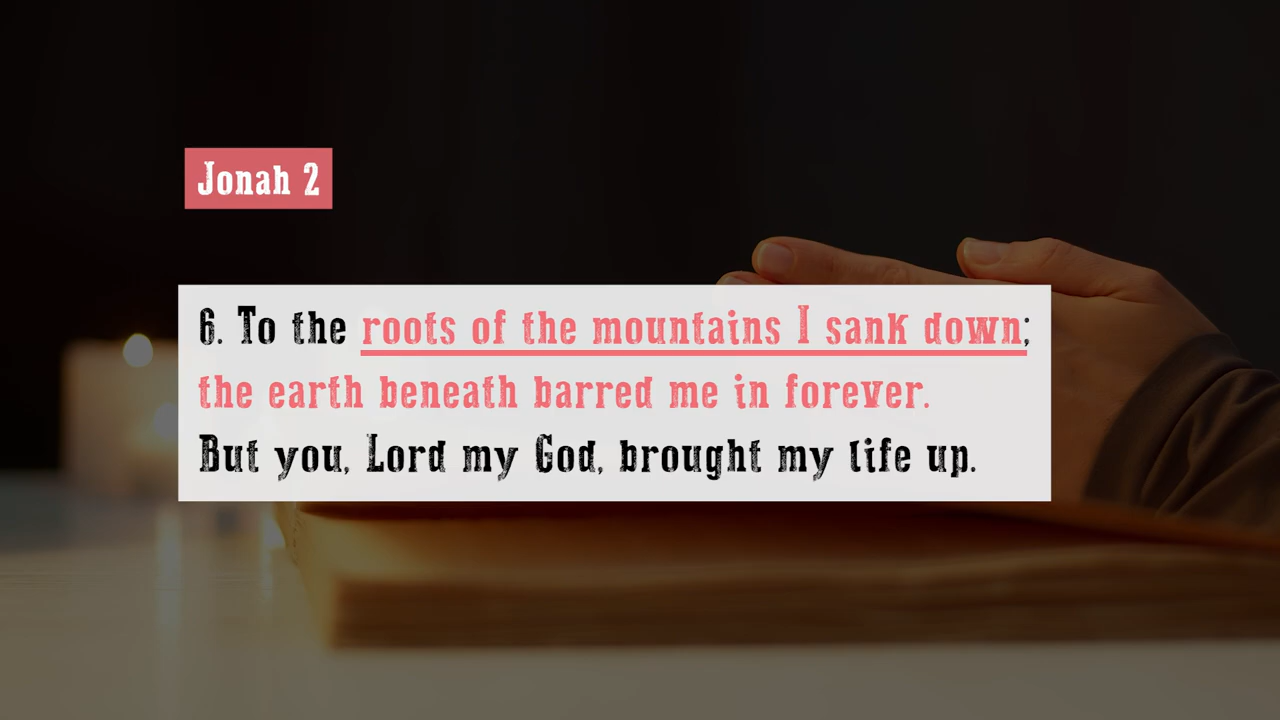 Jonah 2
6. To the roots of the mountains I sank down;
the earth beneath barred me in forever.
But you, Lord my God, brought my life up.